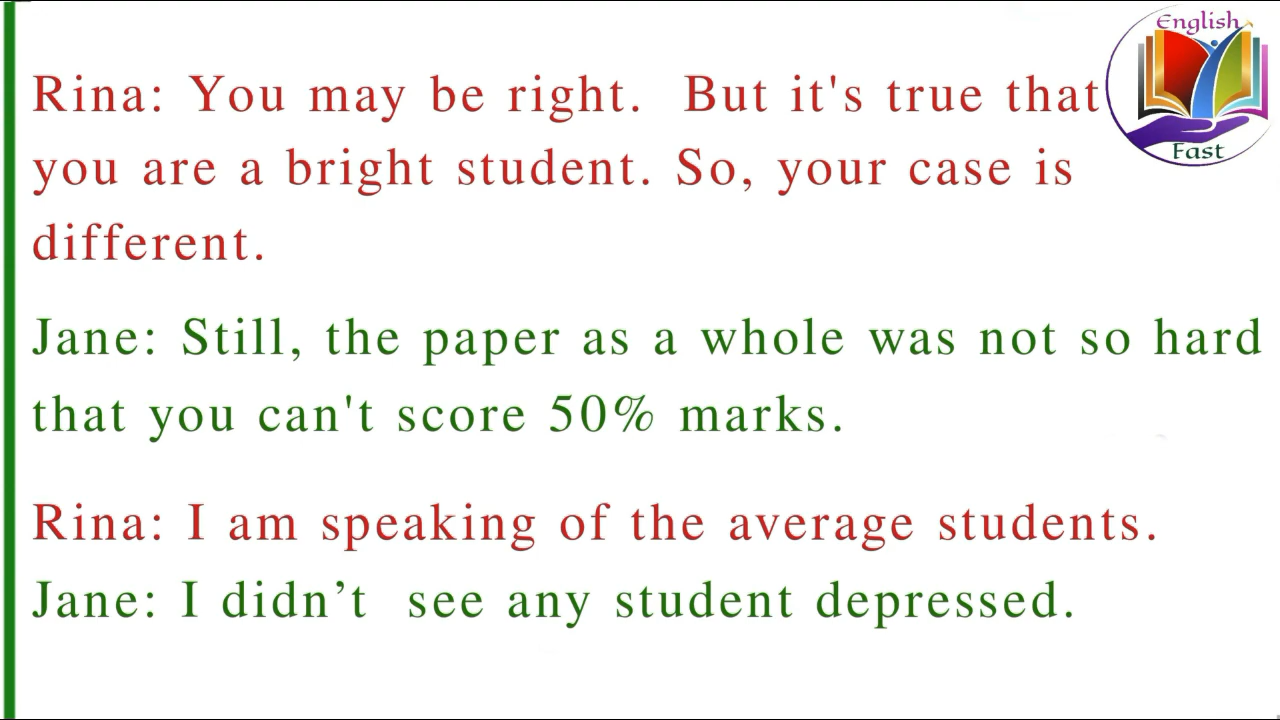 English
Fast
Rina: You may be right. But it's true that
you are a bright student. So, your case is
different.
Jane: Still, the paper as a whole was not so hard
that you can't score 50% marks.
Rina: I am speaking of the average students.
Jane: I didn’t see any student depressed.